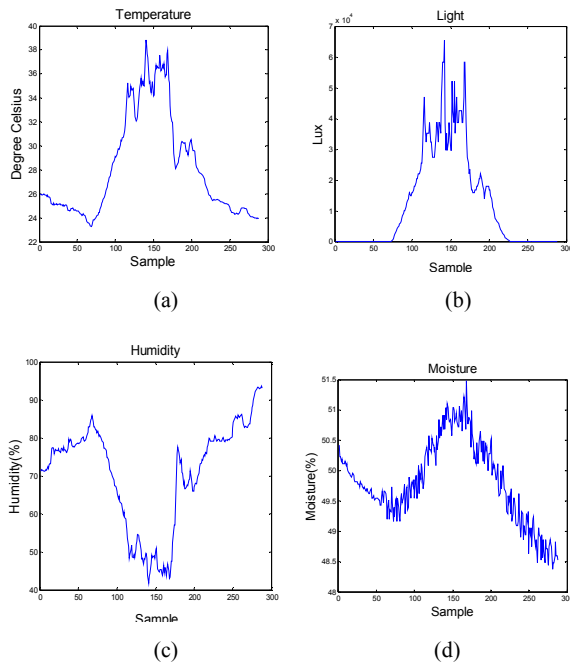 Temperature
40
38
36
34
32
30
28
26
24
22
0 50 100 150 200 250 300
Degree Celsius
Sample
(a)
Light
x 10^4
7
6
5
4
3
2
1
0
0 50 100 150 200 250 300
Lux
Sample
(b)
Humidity
100
90
80
70
60
50
40
0 50 100 150 200 250 300
Humidity(%)
Sample
(c)
Moisture
51.5
51
50.5
50
49.5
49
48.5
48
0 50 100 150 200 250 300
Moisture(%)
Sample
(d)